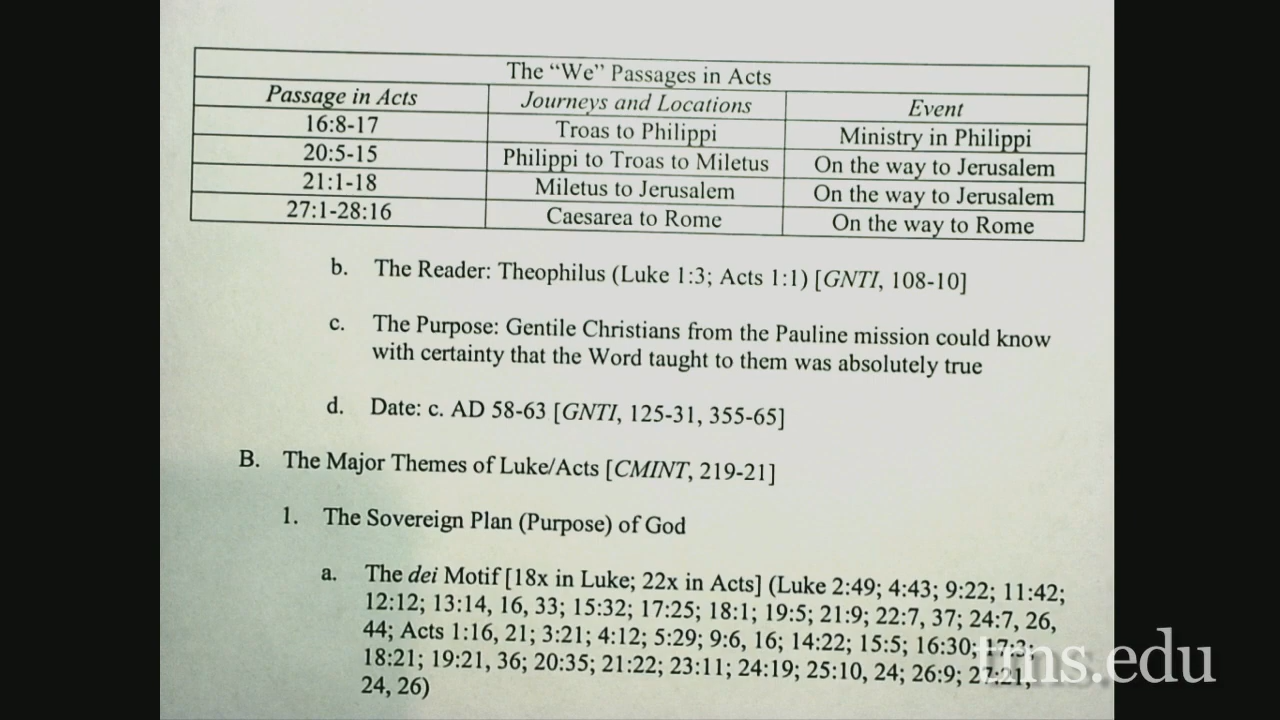 The “We” Passages in Acts
Passage in Acts Journeys and Locations Event
16:8-17 Troas to Philippi Ministry in Philippi
20:5-15 Philippi to Troas to Miletus On the way to Jerusalem
21:1-18 Miletus to Jerusalem On the way to Jerusalem
27:1-28:16 Caesarea to Rome On the way to Rome
b. The Reader: Theophilus (Luke 1:3; Acts 1:1) [GNTI, 108-10]
c. The Purpose: Gentile Christians from the Pauline mission could know
with certainty that the Word taught to them was absolutely true
d. Date: c. AD 58-63 [GNTI, 125-31, 355-65]
B. The Major Themes of Luke/Acts [CMINT, 219-21]
1. The Sovereign Plan (Purpose) of God
a. The dei Motif [18x in Luke; 22x in Acts] (Luke 2:49; 4:43; 9:22; 11:42;
12:12; 13:14, 16, 33; 15:32; 17:25; 18:1; 19:5; 21:9; 22:7, 37; 24:7, 26,
44; Acts 1:16, 21; 3:21; 4:12; 5:29; 9:6, 16; 14:22; 15:5; 16:30; 17:3;
18:21; 19:21, 36; 20:35; 21:22; 23:11; 24:19; 25:10, 24; 26:9; 27:21,
24, 26)
tms.edu